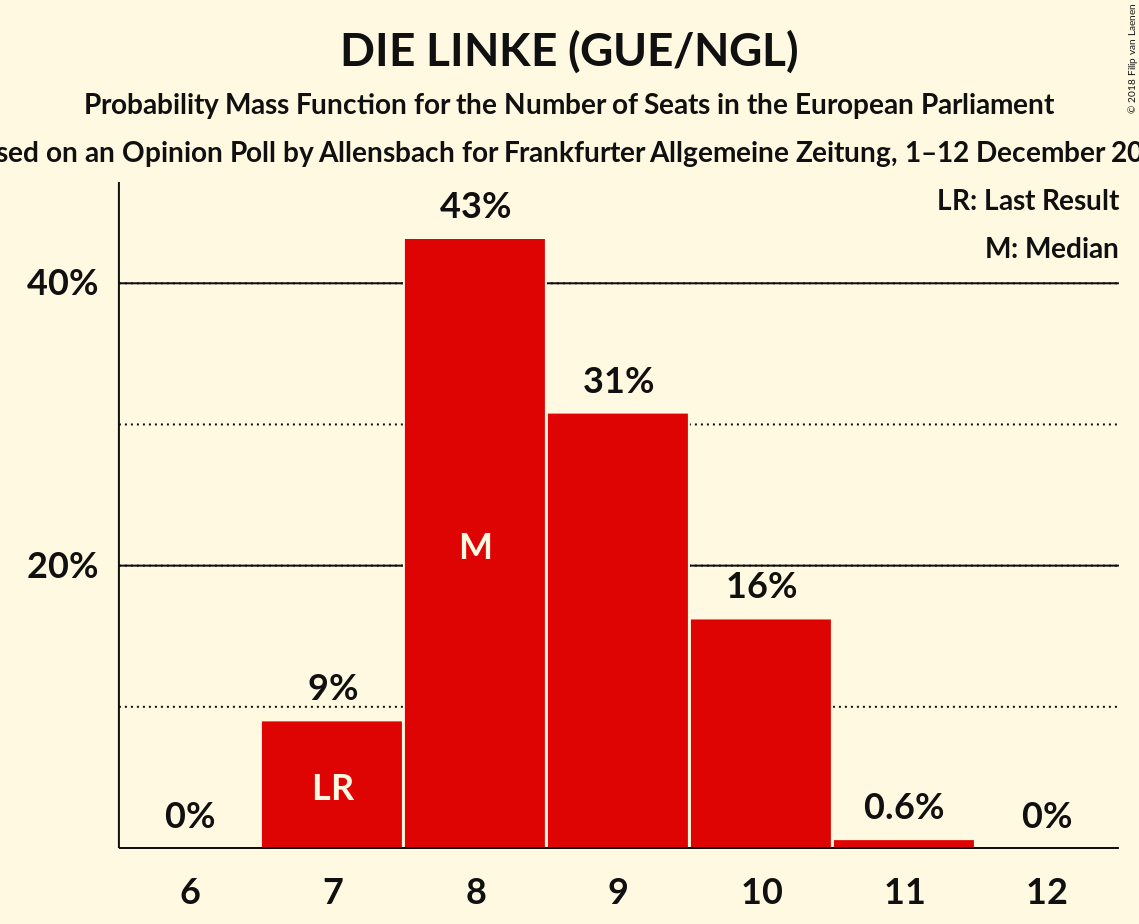 DIE LINKE (GUE/NGL)
Probability Mass Function for the Number of Seats in the European Parliament
sed on an Opinion Poll by Allensbach for Frankfurter Allgemeine Zeitung, 1–12 December 20
© 2018 Filip van Laenen
LR: Last Result
M: Median
43%
40%
31%
M
20%
16%
9%
LR
0%
0.6%
0%
6 7 8 9 10 11 12